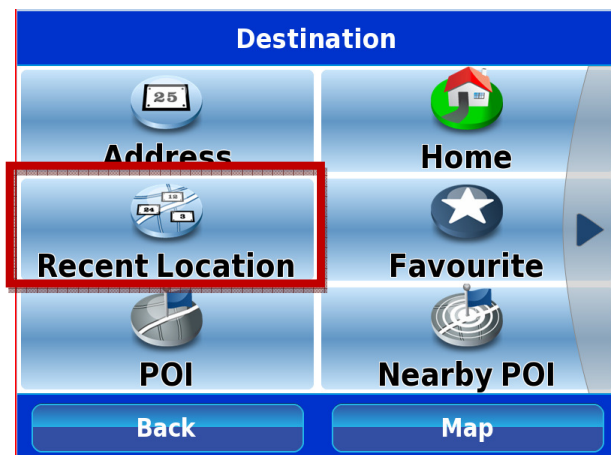 Destination
25
Address
Home
12
24
3
Recent Location
Favourite
POI
Nearby POI
Back
Map